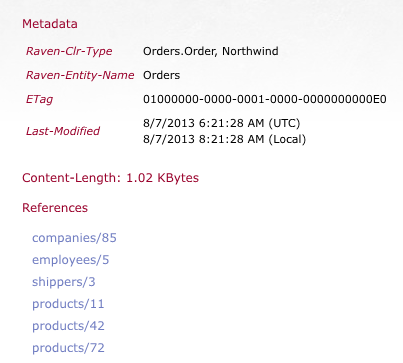 Metadata
Raven-Clr-Type Orders.Order, Northwind
Raven-Entity-Name Orders
ETag 01000000-0000-0001-0000-0000000000E0
Last-Modified 8/7/2013 6:21:28 AM (UTC)
8/7/2013 8:21:28 AM (Local)
Content-Length: 1.02 KBytes
References
companies/85
employees/5
shippers/3
products/11
products/42
products/72